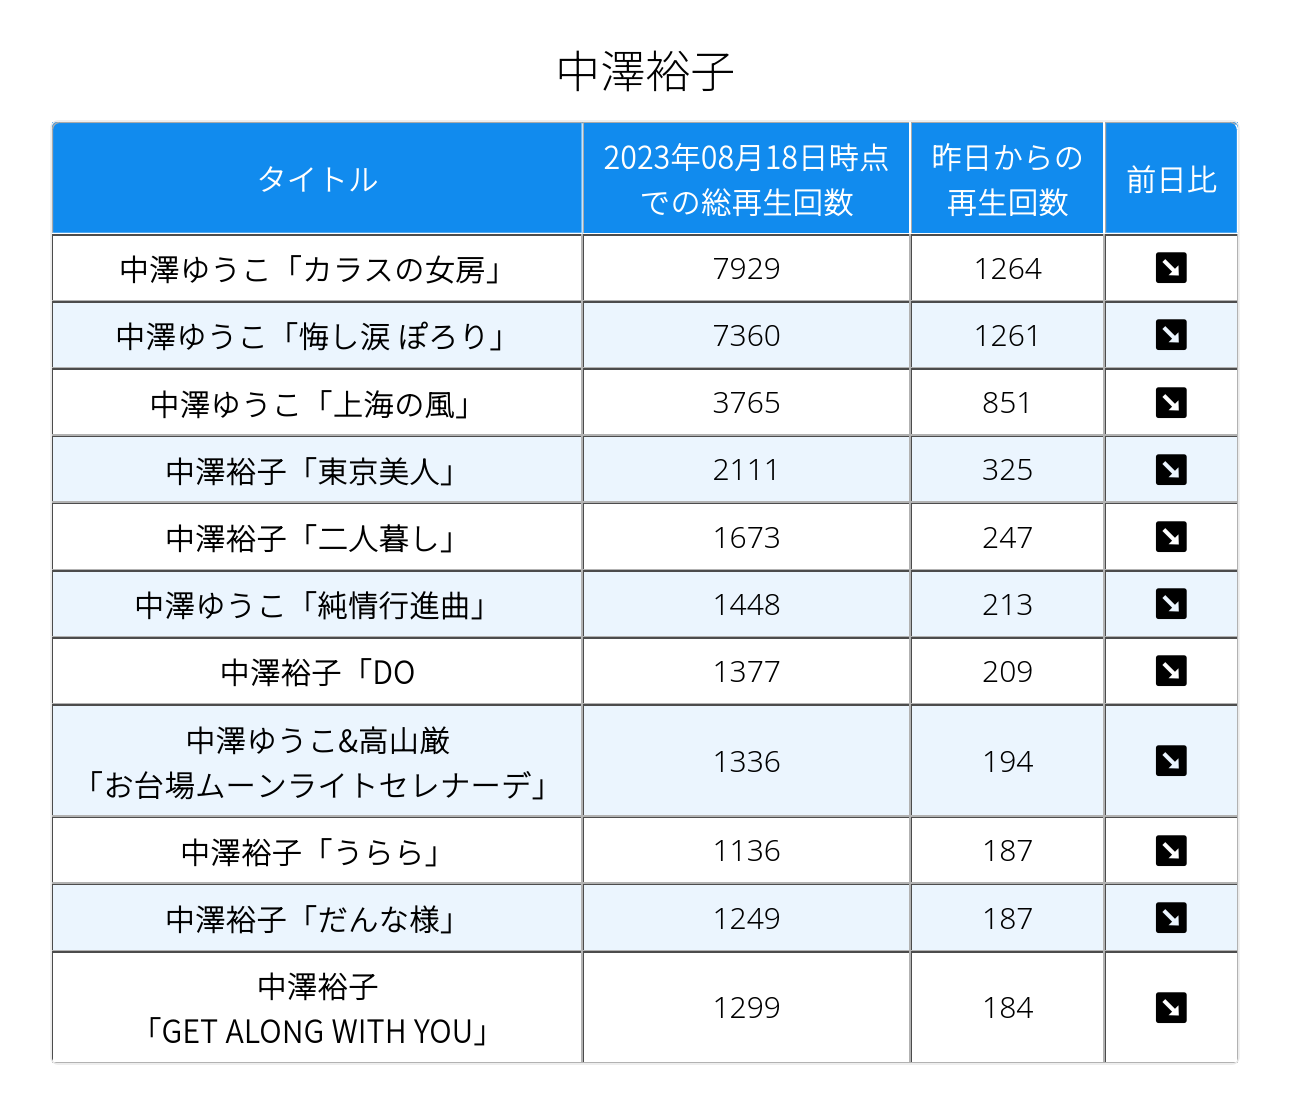 中澤裕子
タイトル
2023年08月18日時点
での総再生回数
昨日からの
再生回数
前日比
中澤ゆうこ「カラスの女房」 7929 1264
中澤ゆうこ「悔し涙 ぽろり」 7360 1261
中澤ゆうこ「上海の風」 3765 851
中澤裕子「東京美人」 2111 325
中澤裕子「二人暮し」 1673 247
中澤ゆうこ「純情行進曲」 1448 213
中澤裕子「DO 1377 209
中澤ゆうこ&高山厳
「お台場ムーンライトセレナーデ」 1336 194
中澤裕子「うらら」 1136 187
中澤裕子「だんな様」 1249 187
中澤裕子
「GET ALONG WITH YOU」 1299 184